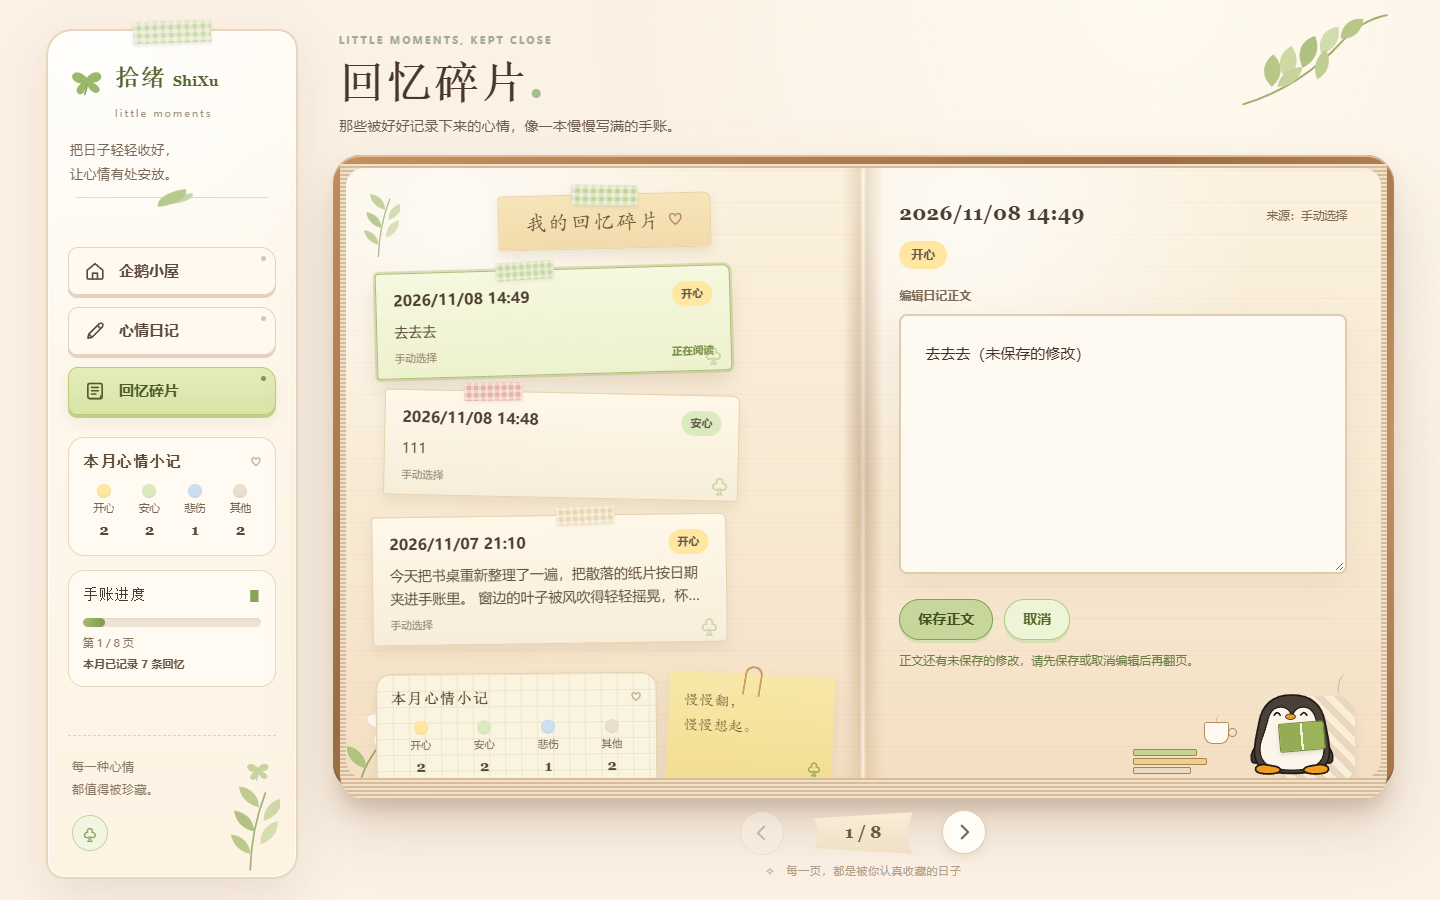 拾绪 ShiXu
little moments
把日子轻轻收好，
让心情有处安放。
企鹅小屋
心情日记
回忆碎片
本月心情小记
开心 安心 悲伤 其他
2 2 1 2
手账进度
第 1 / 8 页
本月已记录 7 条回忆
每一种心情
都值得被珍藏。
LITTLE MOMENTS, KEPT CLOSE
回忆碎片.
那些被好好记录下来的心情，像一本慢慢写满的手账。
我的回忆碎片
2026/11/08 14:49
开心
去去去
手动选择
正在阅读
2026/11/08 14:48
安心
111
手动选择
2026/11/07 21:10
开心
今天把书桌重新整理了一遍，把散落的纸片按日期
夹进手账里。 窗边的叶子被风吹得轻轻摇晃，杯...
手动选择
本月心情小记
开心 安心 悲伤 其他
2 2 1 2
慢慢翻，
慢慢想起。
2026/11/08 14:49
来源：手动选择
开心
编辑日记正文
去去去（未保存的修改）
保存正文
取消
正文还有未保存的修改，请先保存或取消编辑后再翻页。
1 / 8
每一页，都是被你认真收藏的日子